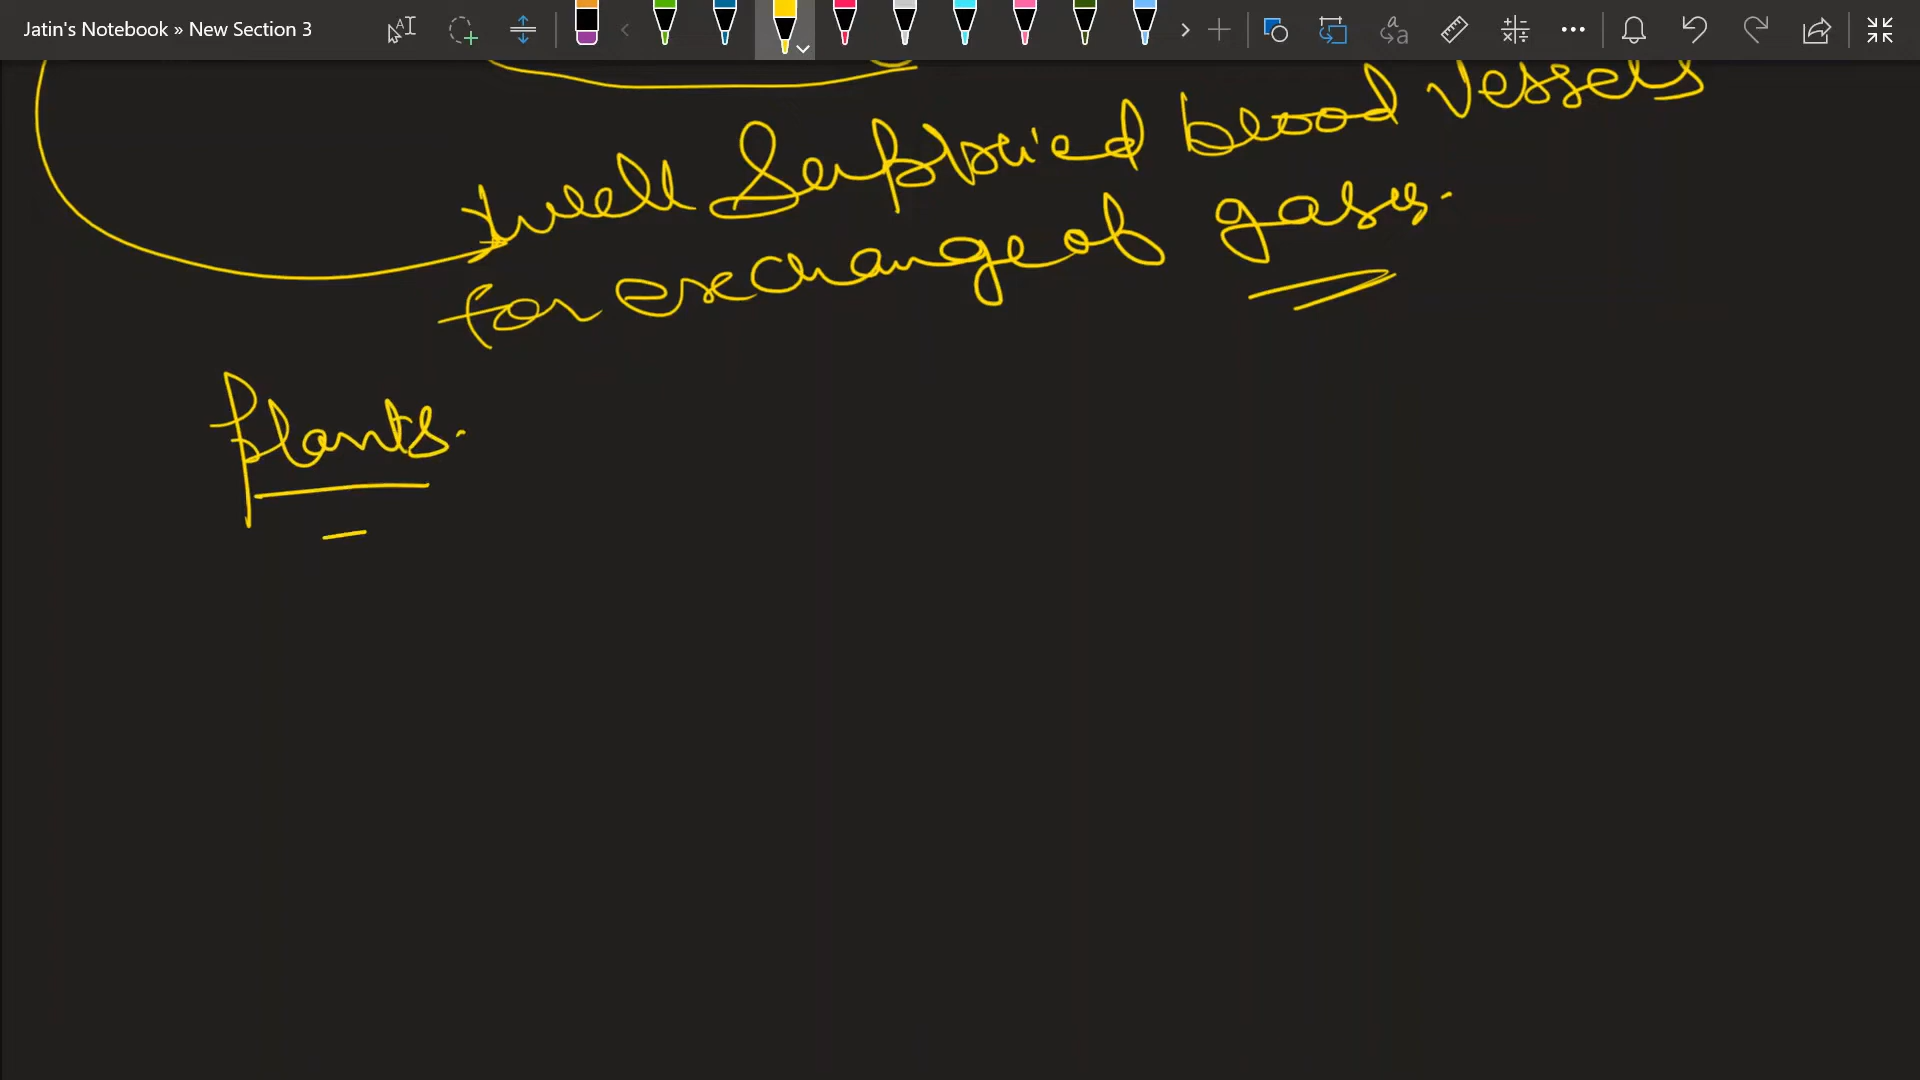 Jatin's Notebook » New Section 3
well Supplied blood vessels
for exchange of gases.
Plants.